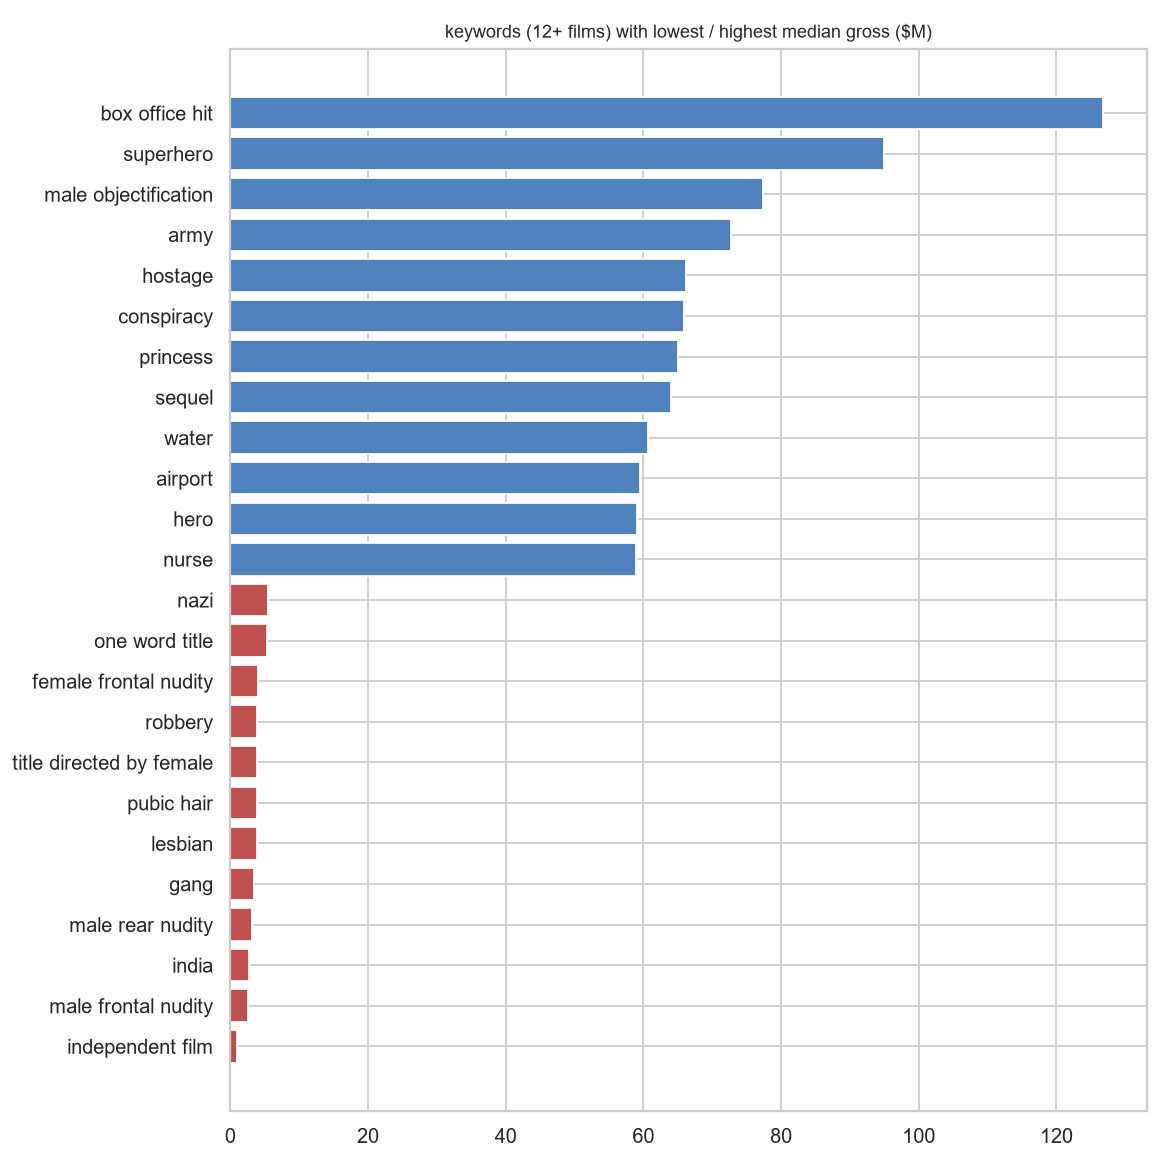 keywords (12+ films) with lowest / highest median gross ($M)
box office hit
superhero
male objectification
army
hostage
conspiracy
princess
sequel
water
airport
hero
nurse
nazi
one word title
female frontal nudity
robbery
title directed by female
pubic hair
lesbian
gang
male rear nudity
india
male frontal nudity
independent film
0 20 40 60 80 100 120